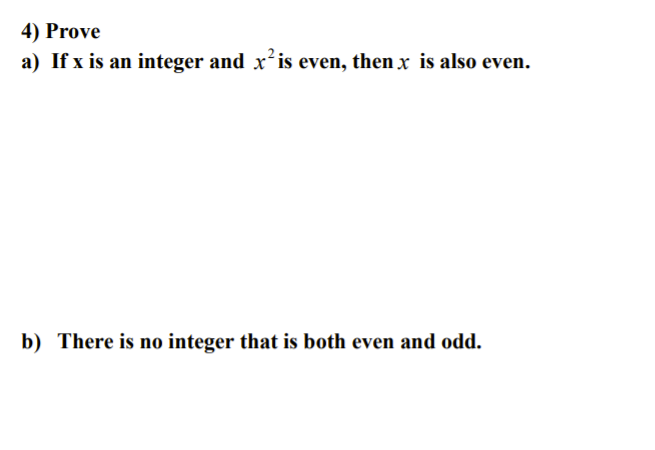 4) Prove
a) If x is an integer and x² is even, then x is also even.
b) There is no integer that is both even and odd.